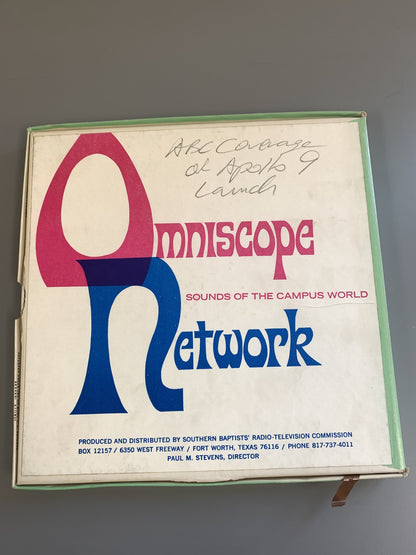 ABC Coverage
of Apollo 9
Launch
Omniscope
SOUNDS OF THE CAMPUS WORLD
network
PRODUCED AND DISTRIBUTED BY SOUTHERN BAPTISTS' RADIO-TELEVISION COMMISSION
BOX 12157 / 6350 WEST FREEWAY / FORT WORTH, TEXAS 76116 / PHONE 817-737-4011
PAUL M. STEVENS, DIRECTOR